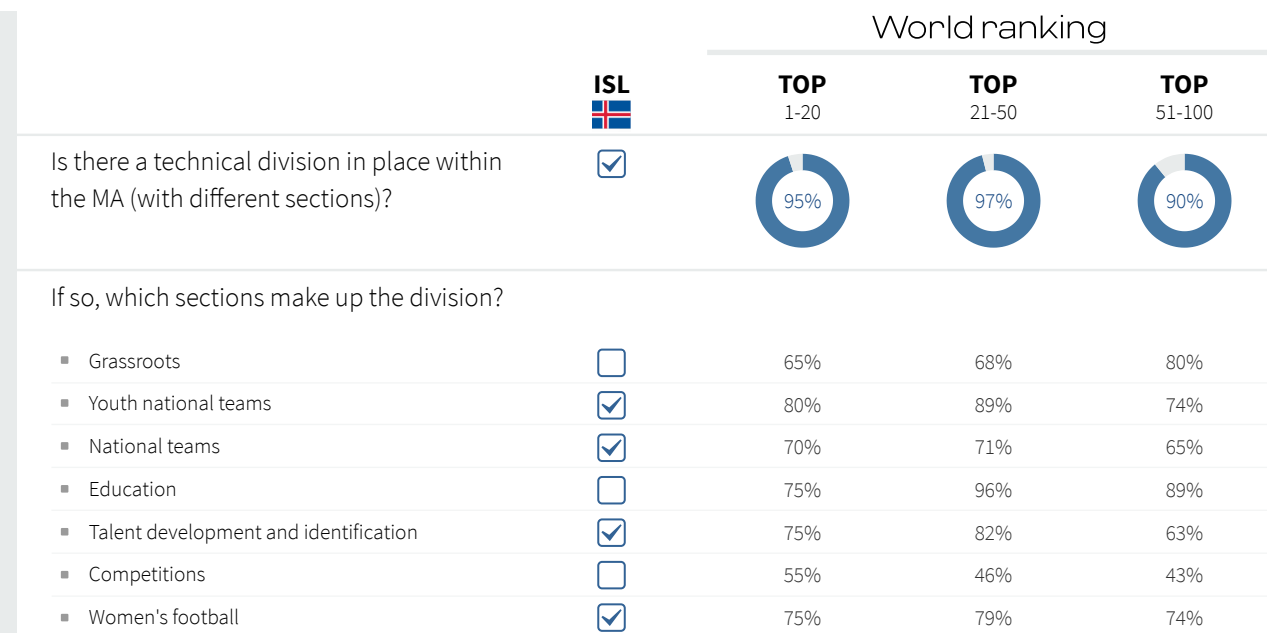 World ranking
ISL TOP TOP TOP
1-20 21-50 51-100
Is there a technical division in place within
the MA (with different sections)?
95% 97% 90%
If so, which sections make up the division?
Grassroots 65% 68% 80%
Youth national teams 80% 89% 74%
National teams 70% 71% 65%
Education 75% 96% 89%
Talent development and identification 75% 82% 63%
Competitions 55% 46% 43%
Women's football 75% 79% 74%